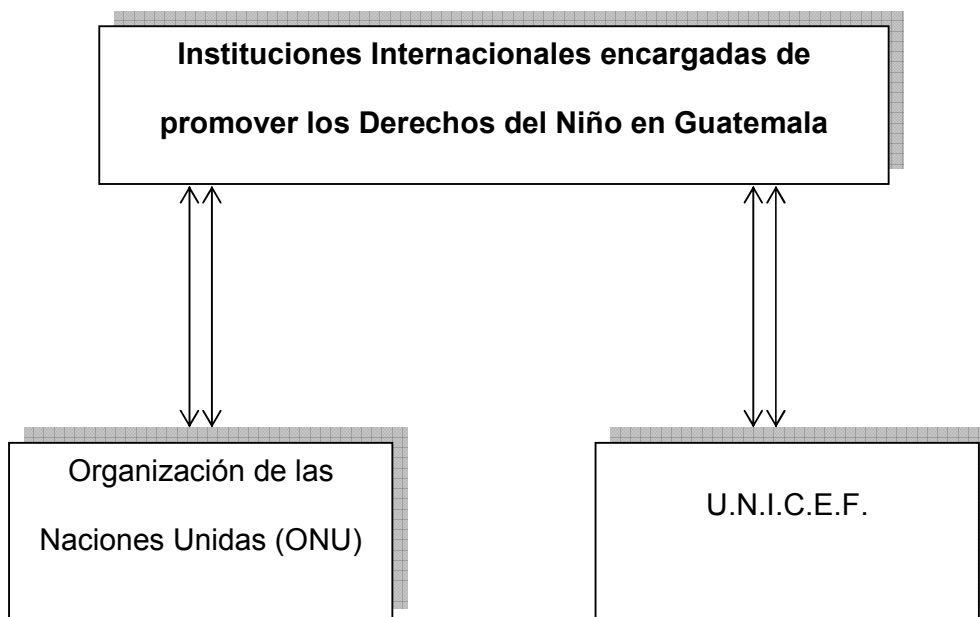 Instituciones Internacionales encargadas de
promover los Derechos del Niño en Guatemala
Organización de las
Naciones Unidas (ONU)
U.N.I.C.E.F.